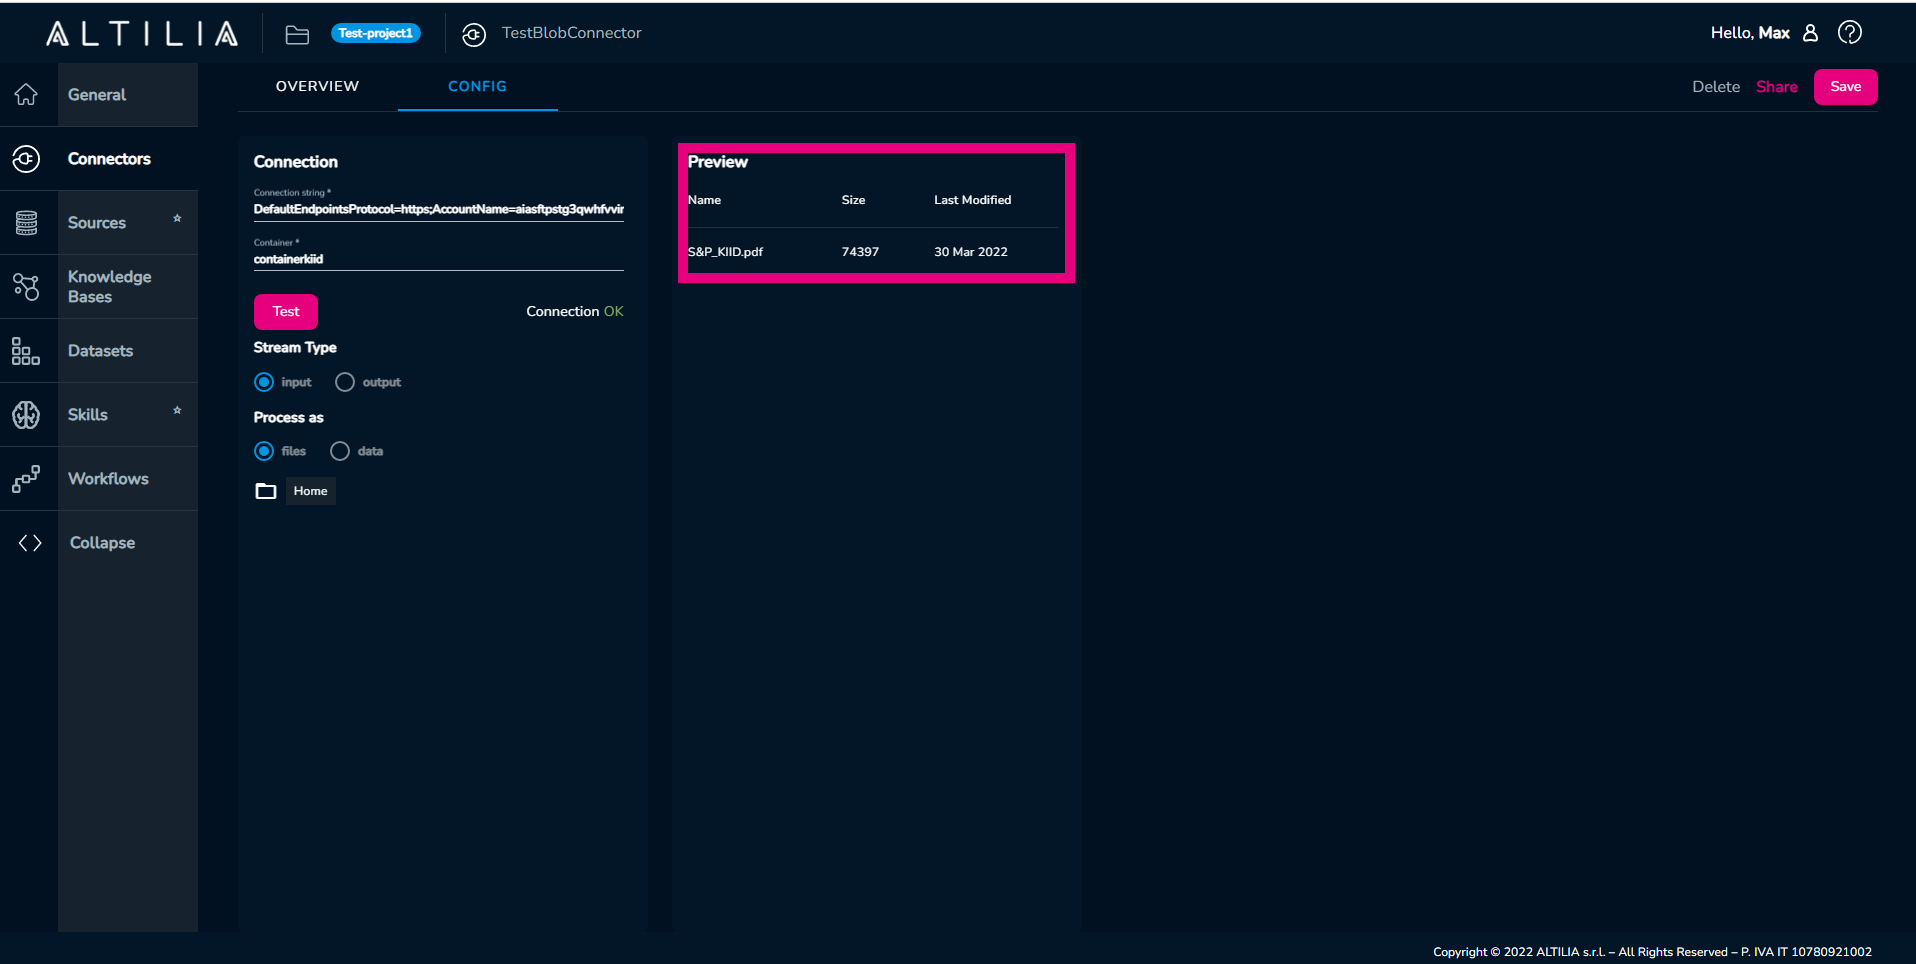 ALTILIA
Test-project1
TestBlobConnector
Hello, Max
General
Connectors
Sources
Knowledge
Bases
Datasets
Skills
Workflows
Collapse
OVERVIEW
CONFIG
Delete
Share
Save
Connection
Connection string *
DefaultEndpointsProtocol=https;AccountName=aiasftpstg3qwhfvvir
Container *
containerkiid
Test
Connection OK
Stream Type
input
output
Process as
files
data
Home
Preview
Name Size Last Modified
S&P_KIID.pdf 74397 30 Mar 2022
Copyright © 2022 ALTILIA s.r.l. – All Rights Reserved – P. IVA IT 10780921002